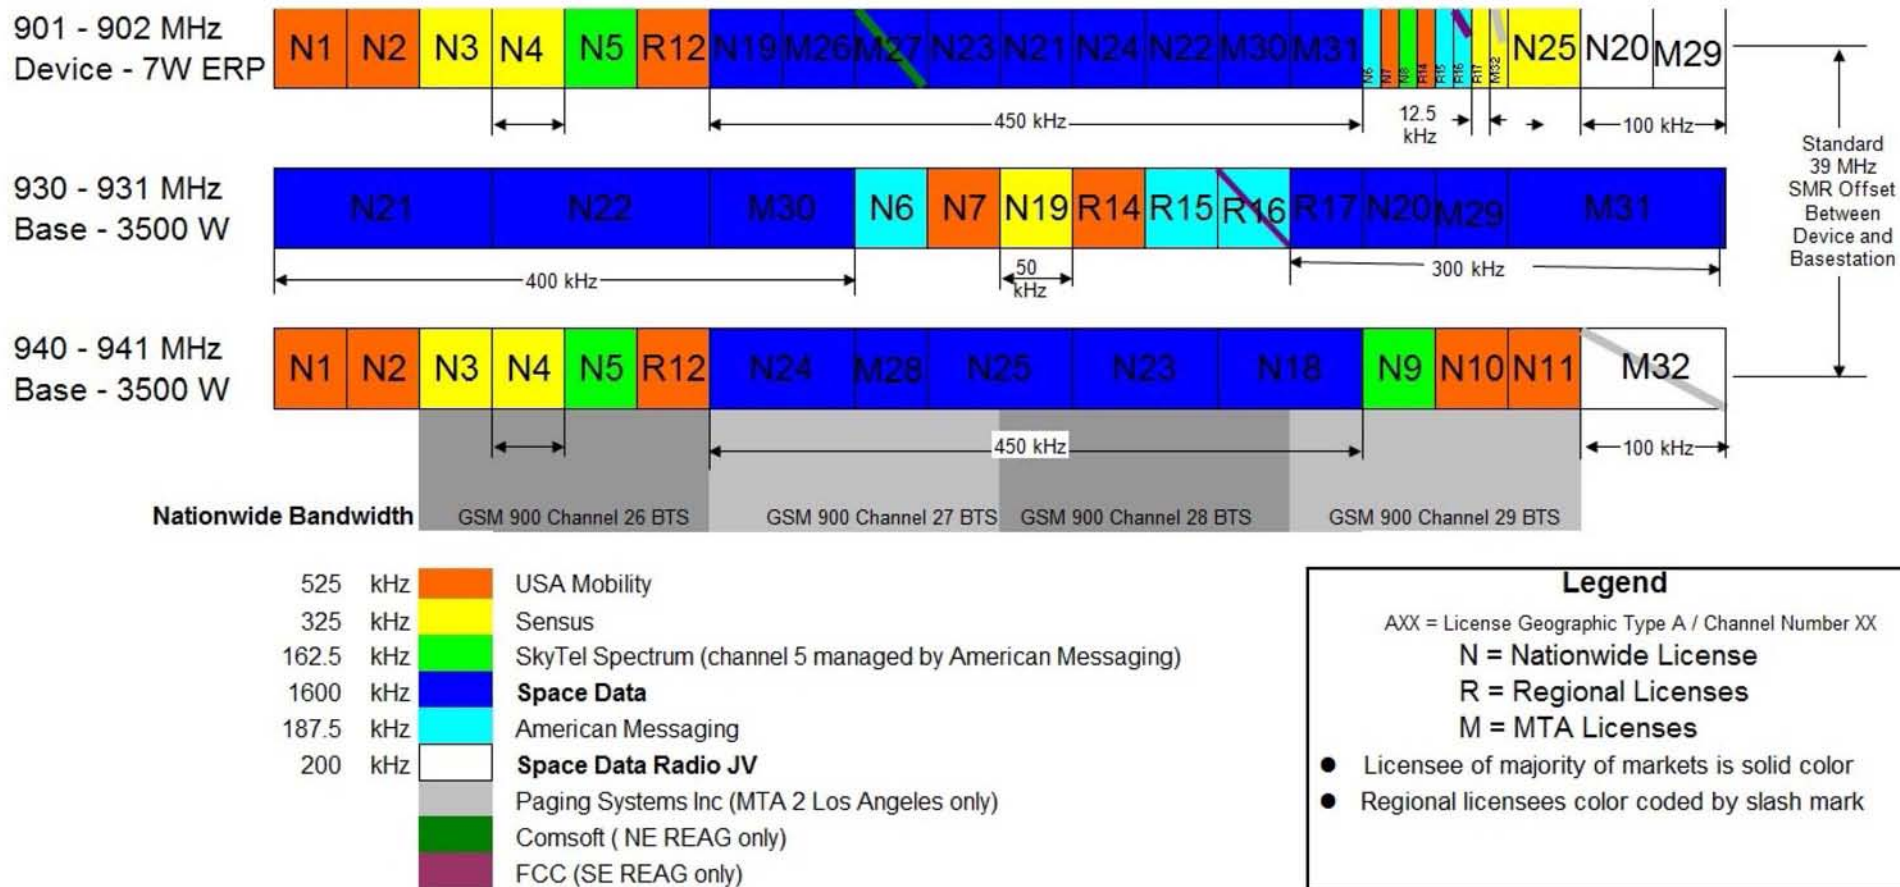 901 - 902 MHz
Device - 7W ERP
N1 N2 N3 N4 N5 R12 N19 M26 M27 N23 N21 N24 N22 M30 M31 N6 N7 N8 R14 R15 R16 R17 M32 N25 N20 M29
450 kHz
12.5
kHz
100 kHz
930 - 931 MHz
Base - 3500 W
N21 N22 M30 N6 N7 N19 R14 R15 R16 R17 N20 M29 M31
400 kHz
50
kHz
300 kHz
Standard
39 MHz
SMR Offset
Between
Device and
Basestation
940 - 941 MHz
Base - 3500 W
N1 N2 N3 N4 N5 R12 N24 M28 N25 N23 N18 N9 N10 N11 M32
450 kHz
100 kHz
Nationwide Bandwidth
GSM 900 Channel 26 BTS
GSM 900 Channel 27 BTS
GSM 900 Channel 28 BTS
GSM 900 Channel 29 BTS
525 kHz USA Mobility
325 kHz Sensus
162.5 kHz SkyTel Spectrum (channel 5 managed by American Messaging)
1600 kHz Space Data
187.5 kHz American Messaging
200 kHz Space Data Radio JV
Paging Systems Inc (MTA 2 Los Angeles only)
Comsoft ( NE REAG only)
FCC (SE REAG only)
Legend
AXX = License Geographic Type A / Channel Number XX
N = Nationwide License
R = Regional Licenses
M = MTA Licenses
● Licensee of majority of markets is solid color
● Regional licensees color coded by slash mark